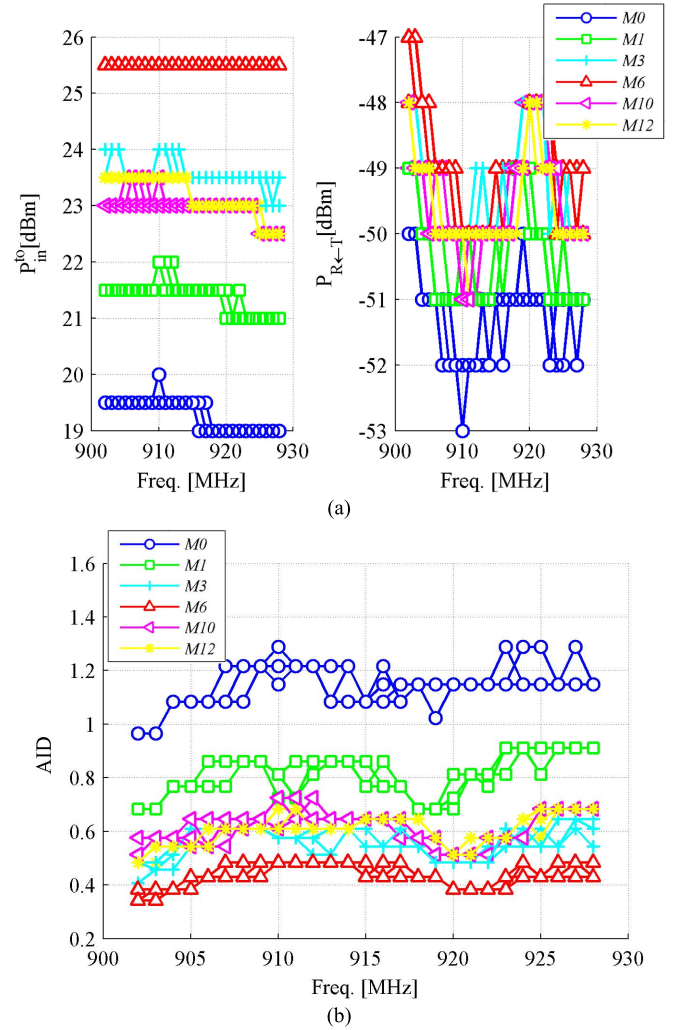 26
25
24
23
22
21
20
19
900 910 920 930
Freq. [MHz]
P_in^to [dBm]
-47
-48
-49
-50
-51
-52
-53
900 910 920 930
Freq. [MHz]
P_R←T [dBm]
M0
M1
M3
M6
M10
M12
(a)
M0
M1
M3
M6
M10
M12
1.6
1.4
1.2
1
0.8
0.6
0.4
0.2
AID
900 905 910 915 920 925 930
Freq. [MHz]
(b)